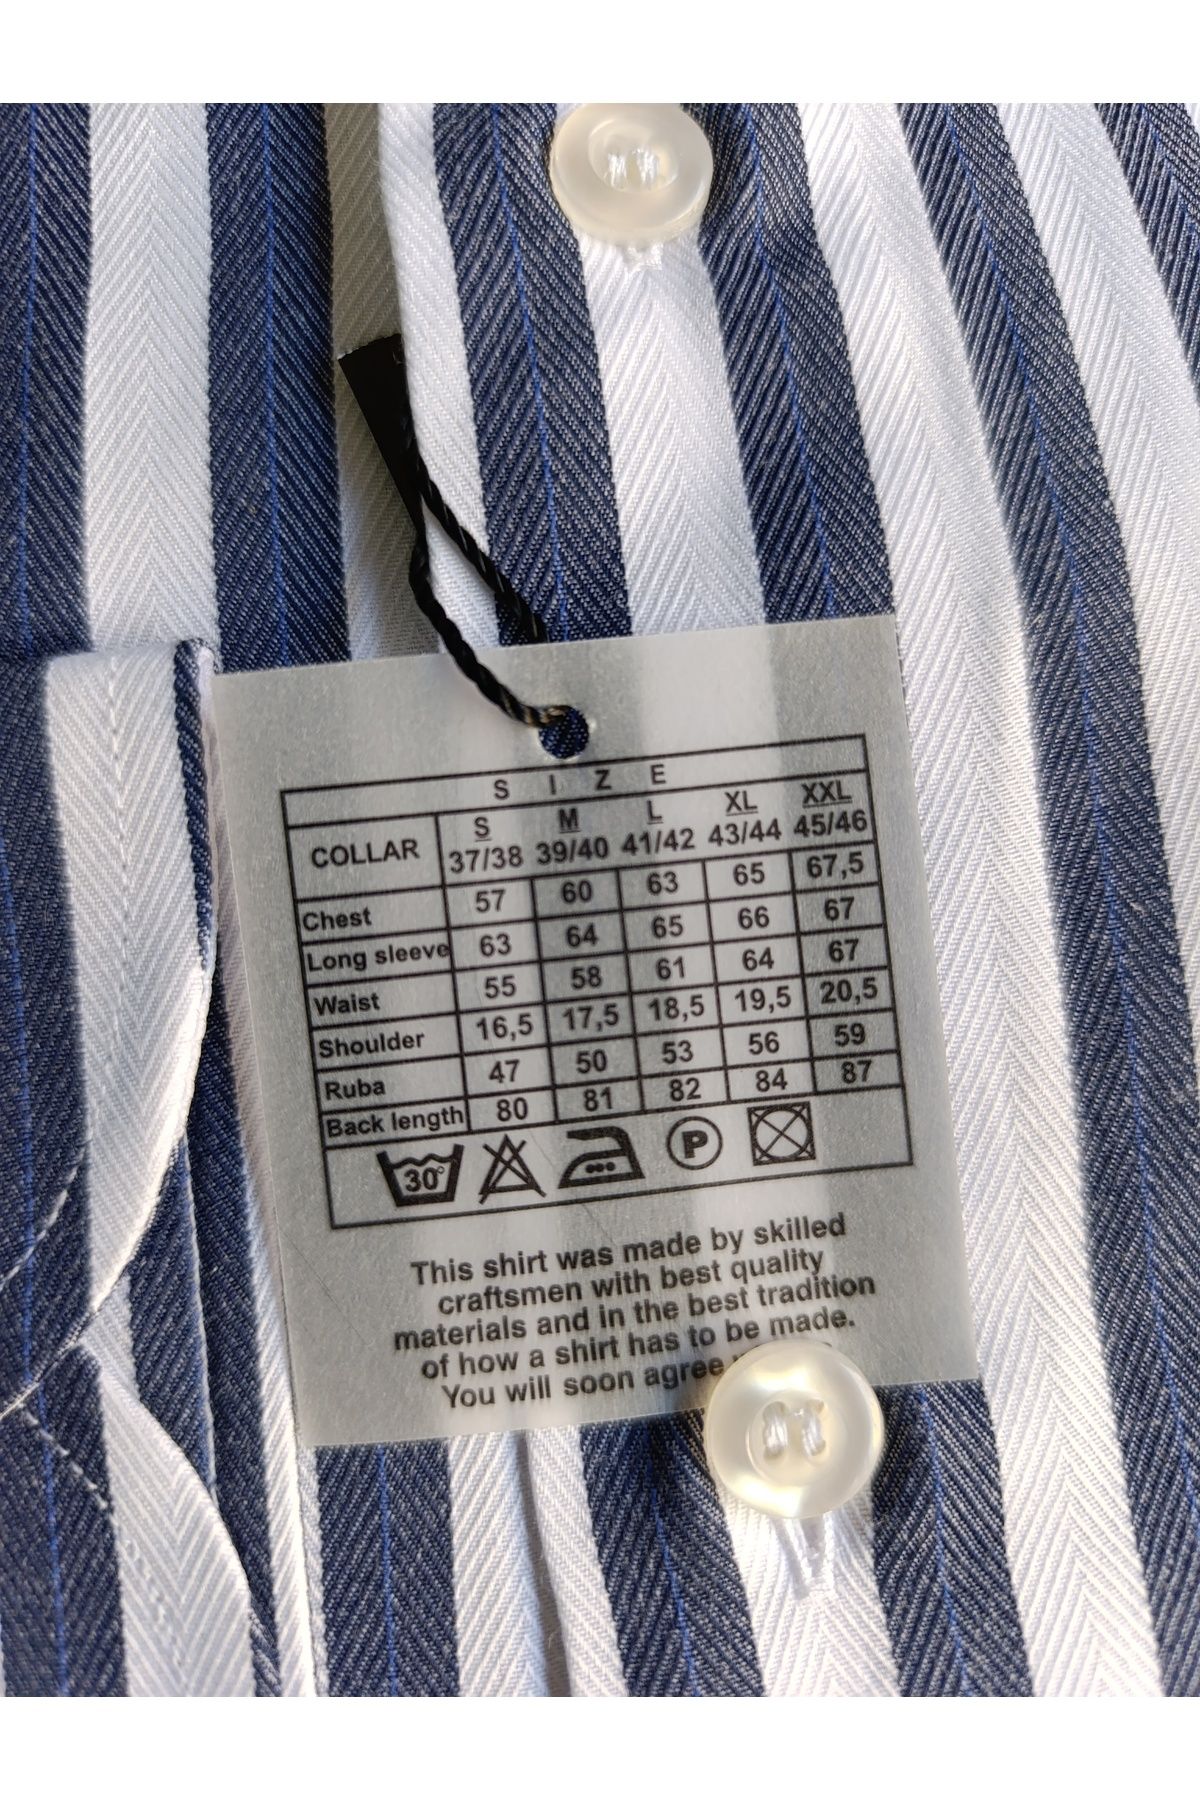 S I Z E
COLLAR S 37/38 M 39/40 L 41/42 XL 43/44 XXL 45/46
Chest 57 60 63 65 67,5
Long sleeve 63 64 65 66 67
Waist 55 58 61 64 67
Shoulder 16,5 17,5 18,5 19,5 20,5
Ruba 47 50 53 56 59
Back length 80 81 82 84 87
30° P
This shirt was made by skilled
craftsmen with best quality
materials and in the best tradition
of how a shirt has to be made.
You will soon agree